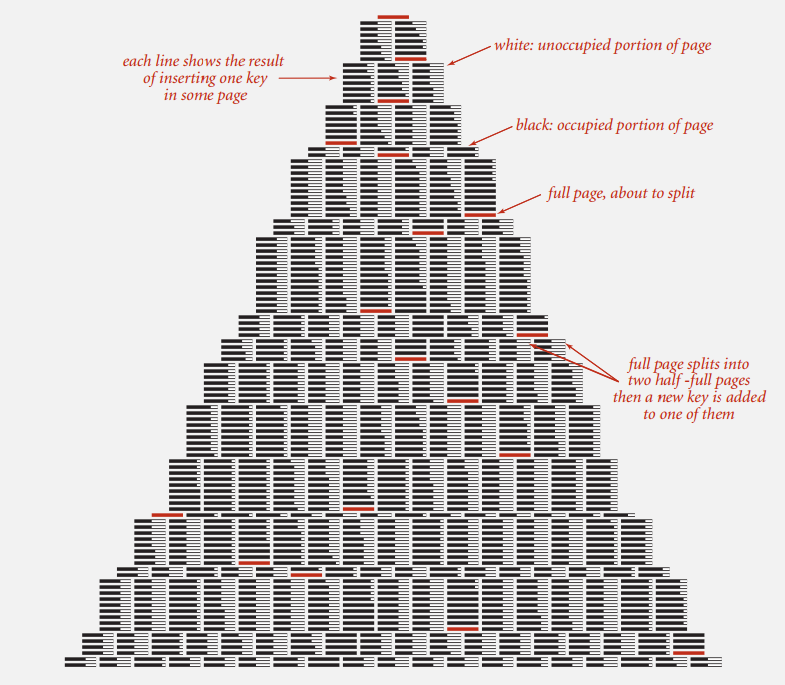 white: unoccupied portion of page
each line shows the result
of inserting one key
in some page
black: occupied portion of page
full page, about to split
full page splits into
two half -full pages
then a new key is added
to one of them